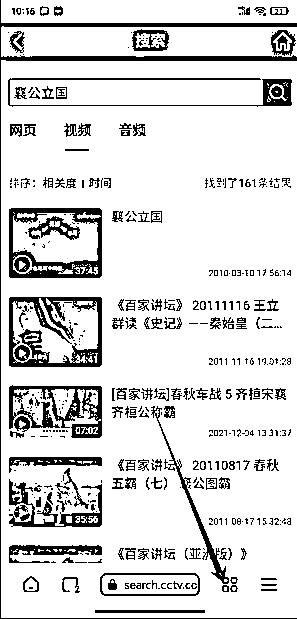 10:16
搜索
襄公立国
网页 视频 音频
排序: 相关度 | 时间 找到了161条结果
襄公立国
37:45
2010-03-10 17:56:14
《百家讲坛》 20111116 王立
群读《史记》——秦始皇（二...
2011-11-16 19:01:28
[百家讲坛]春秋车战 5 齐桓宋襄
齐桓公称霸
07:02
2021-12-04 13:31:37
《百家讲坛》 20110817 春秋
五霸（七） 襄公图霸
35:56
2011-08-17 15:32:48
《百家讲坛（亚洲版）》
search.cctv.co